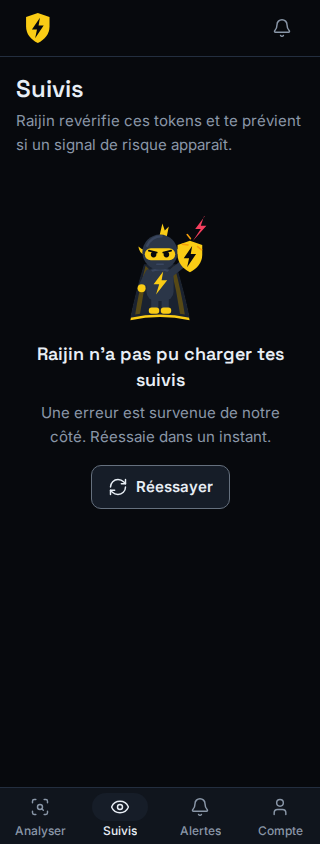 Suivis
Raijin revérifie ces tokens et te prévient
si un signal de risque apparaît.
Raijin n'a pas pu charger tes
suivis
Une erreur est survenue de notre
côté. Réessaie dans un instant.
Réessayer
Analyser
Suivis
Alertes
Compte